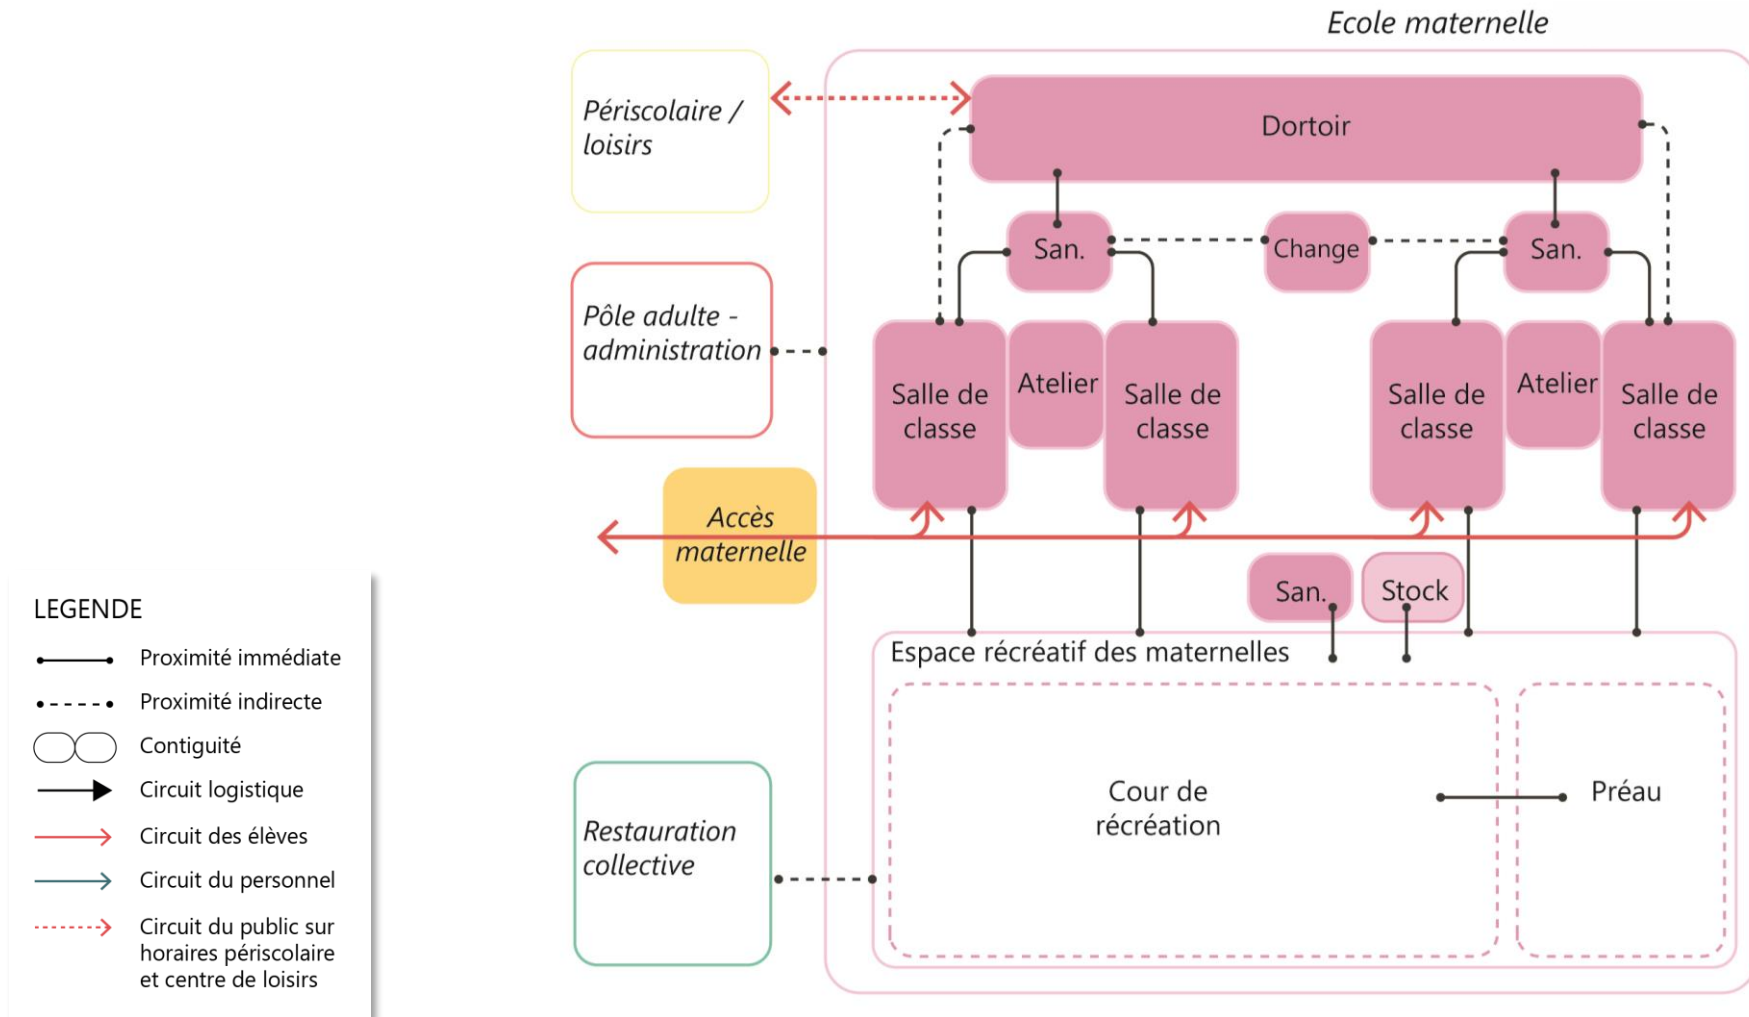 Ecole maternelle
Périscolaire /
loisirs
Dortoir
San.
Change
San.
Pôle adulte -
administration
Salle de
classe
Atelier
Salle de
classe
Salle de
classe
Atelier
Salle de
classe
Accès
maternelle
San.
Stock
Espace récréatif des maternelles
Cour de
récréation
Préau
Restauration
collective
LEGENDE
Proximité immédiate
Proximité indirecte
Contiguité
Circuit logistique
Circuit des élèves
Circuit du personnel
Circuit du public sur
horaires périscolaire
et centre de loisirs